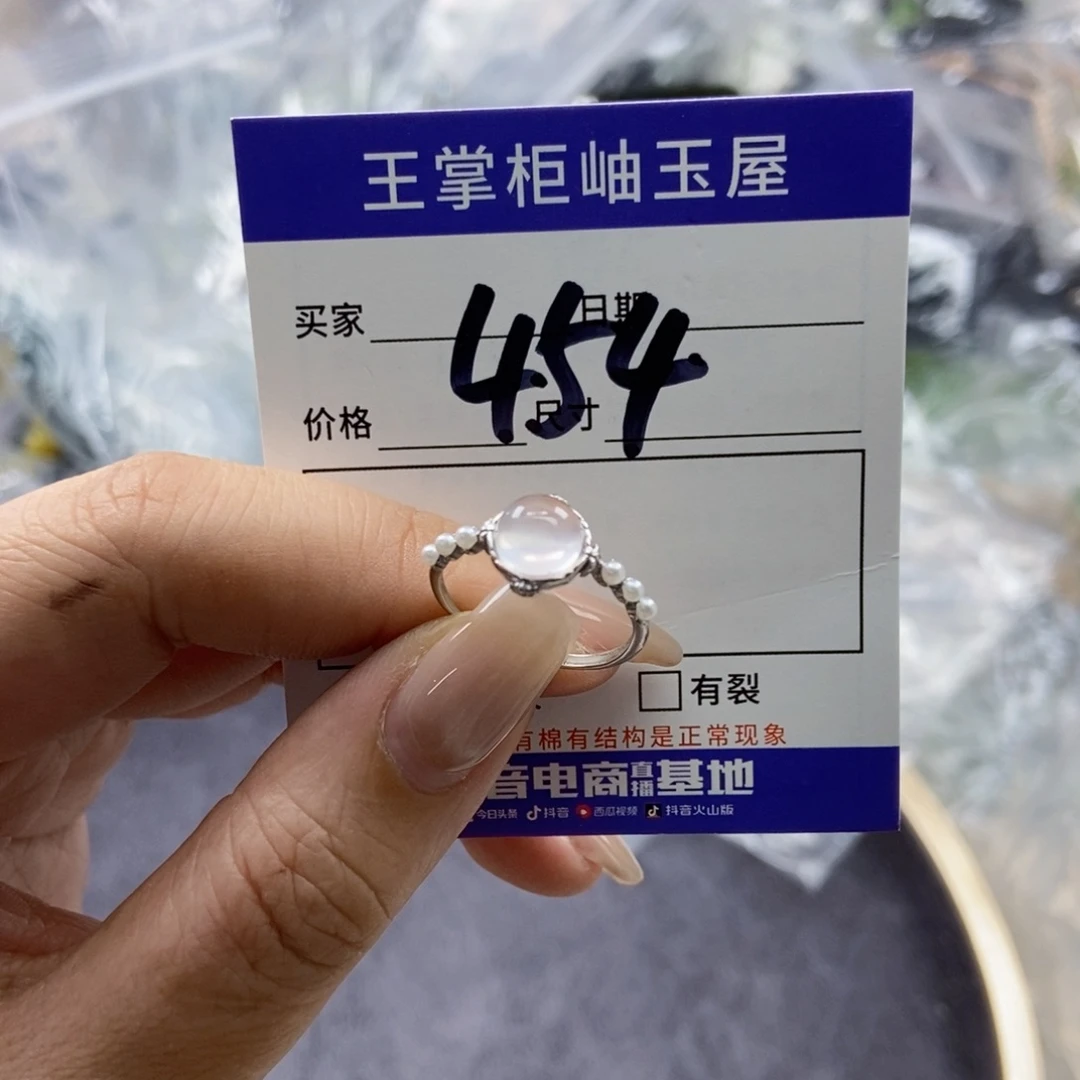 王掌柜岫玉屋
买家 日期
454
价格 尺寸
有裂
有棉有结构是正常现象
音电商直播基地
今日头条 抖音 西瓜视频 抖音火山版